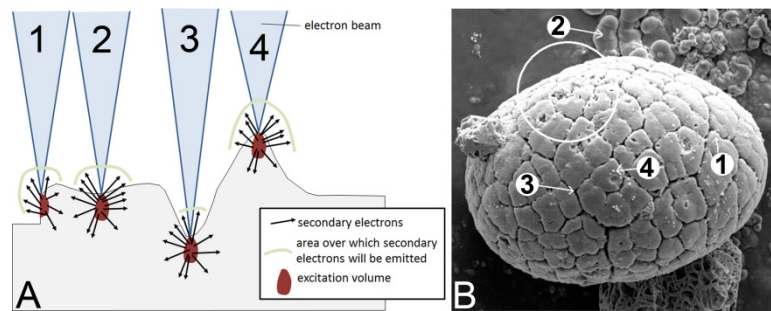 1 2 3 4
electron beam
secondary electrons
area over which secondary
electrons will be emitted
excitation volume
A
2
1
4
3
B